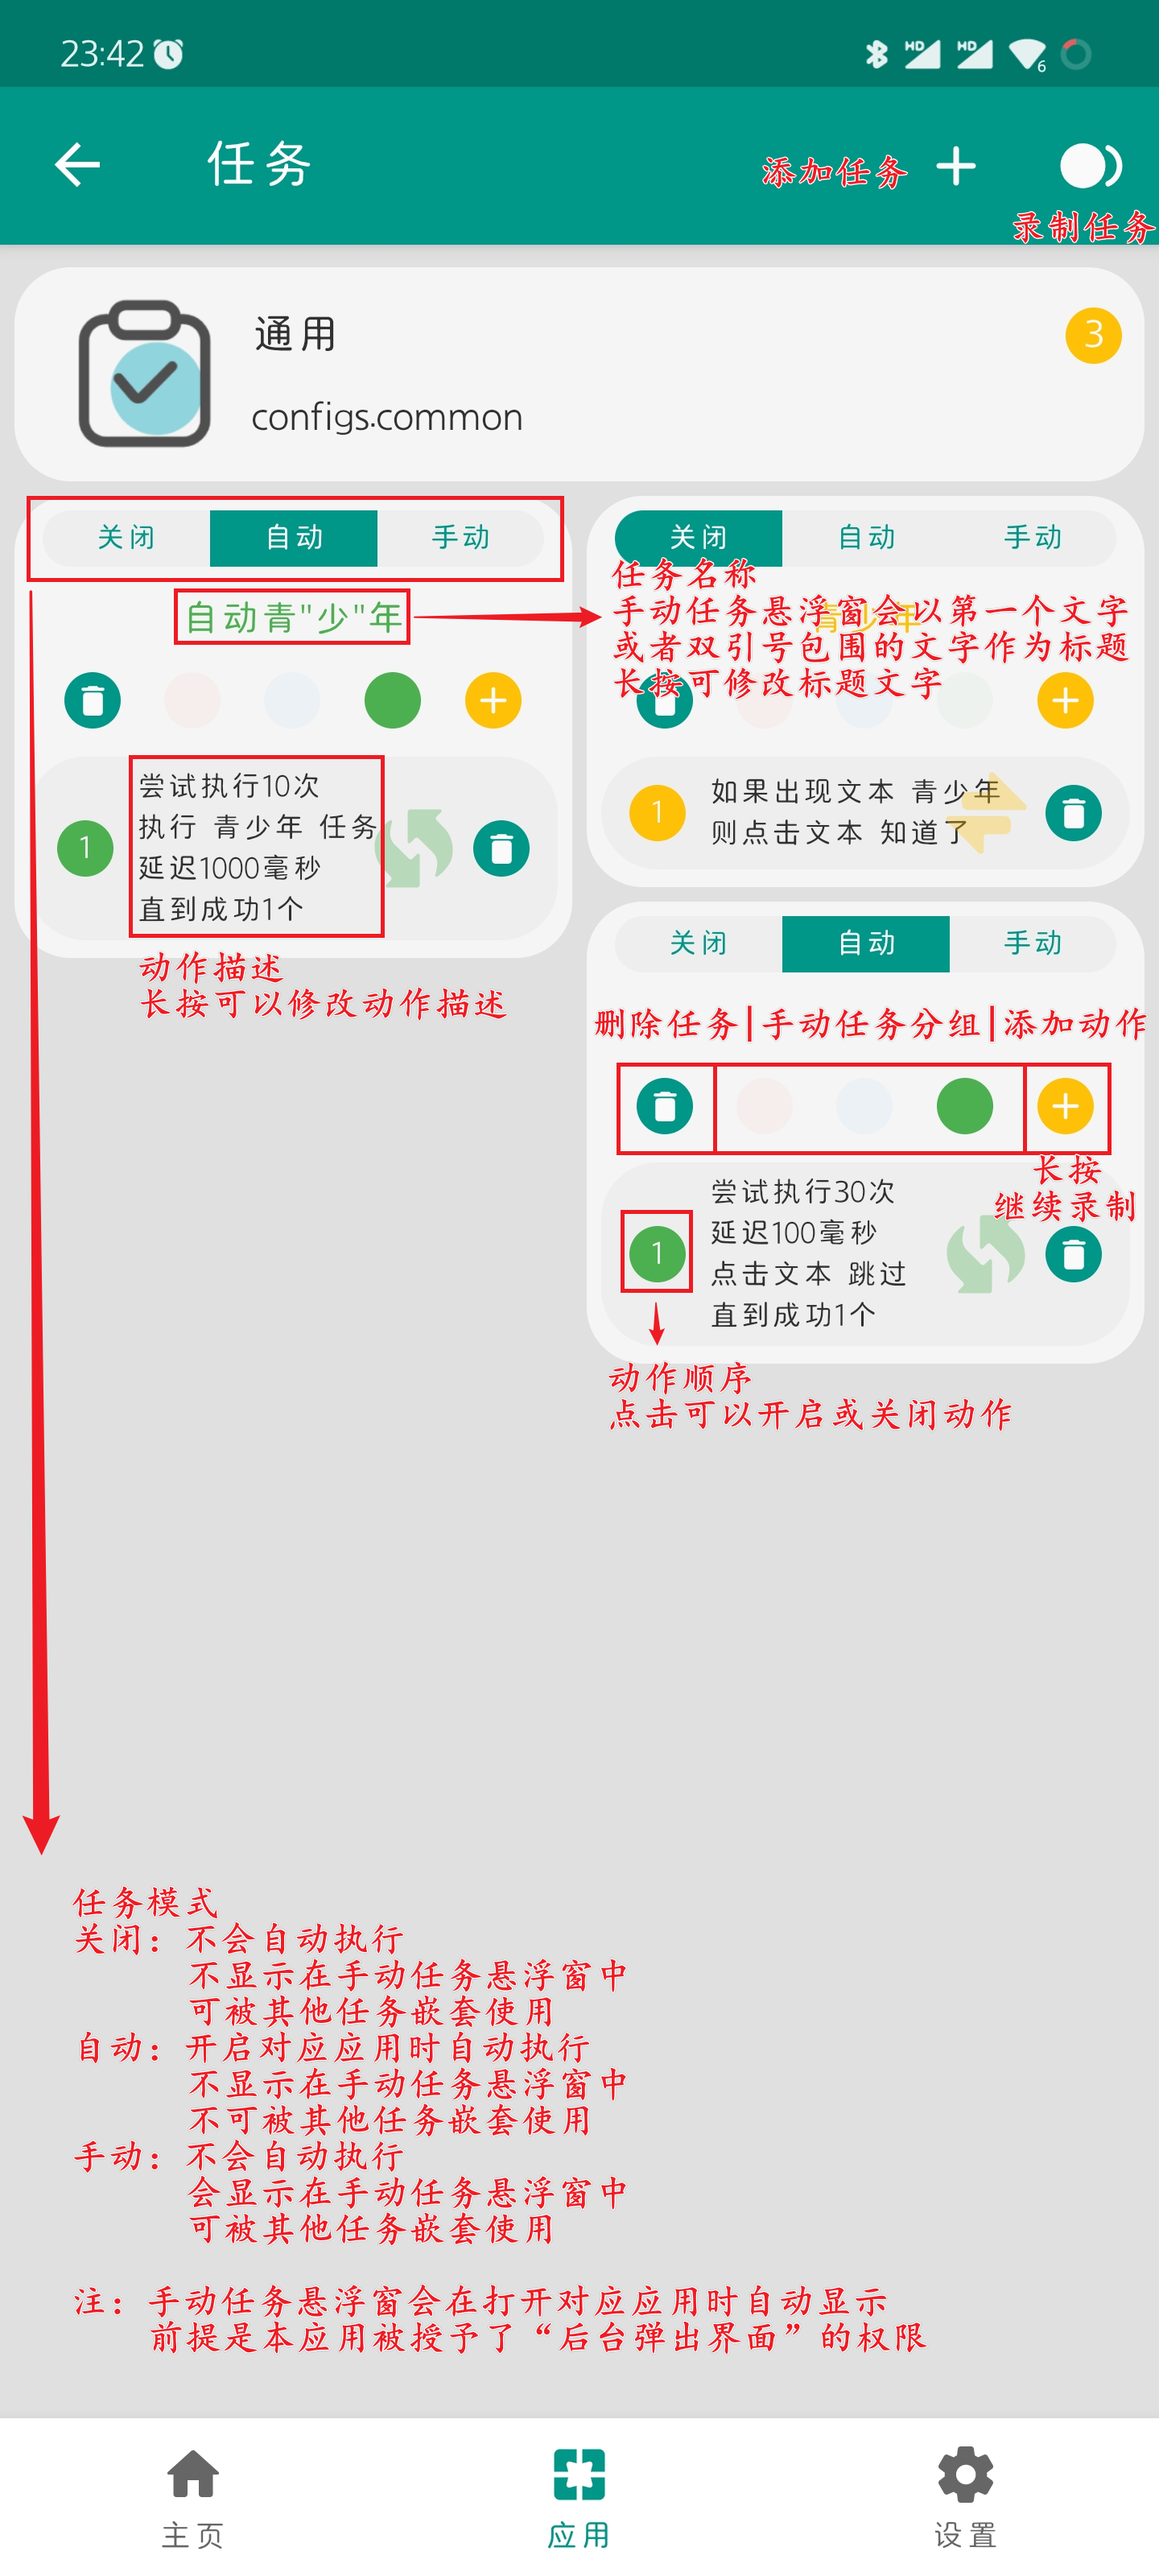 23:42
HD HD 6
任务
添加任务
录制任务
通用
3
configs.common
关闭 自动 手动
自动青"少"年
尝试执行10次
执行 青少年 任务
延迟1000毫秒
直到成功1个
1
动作描述
长按可以修改动作描述
关闭 自动 手动
任务名称
青少年
手动任务悬浮窗会以第一个文字
或者双引号包围的文字作为标题
长按可修改标题文字
1
如果出现文本 青少年
则点击文本 知道了
关闭 自动 手动
删除任务|手动任务分组|添加动作
长按
继续录制
1
尝试执行30次
延迟100毫秒
点击文本 跳过
直到成功1个
动作顺序
点击可以开启或关闭动作
任务模式
关闭：不会自动执行
不显示在手动任务悬浮窗中
可被其他任务嵌套使用
自动：开启对应应用时自动执行
不显示在手动任务悬浮窗中
不可被其他任务嵌套使用
手动：不会自动执行
会显示在手动任务悬浮窗中
可被其他任务嵌套使用
注：手动任务悬浮窗会在打开对应应用时自动显示
前提是本应用被授予了“后台弹出界面”的权限
主页 应用 设置